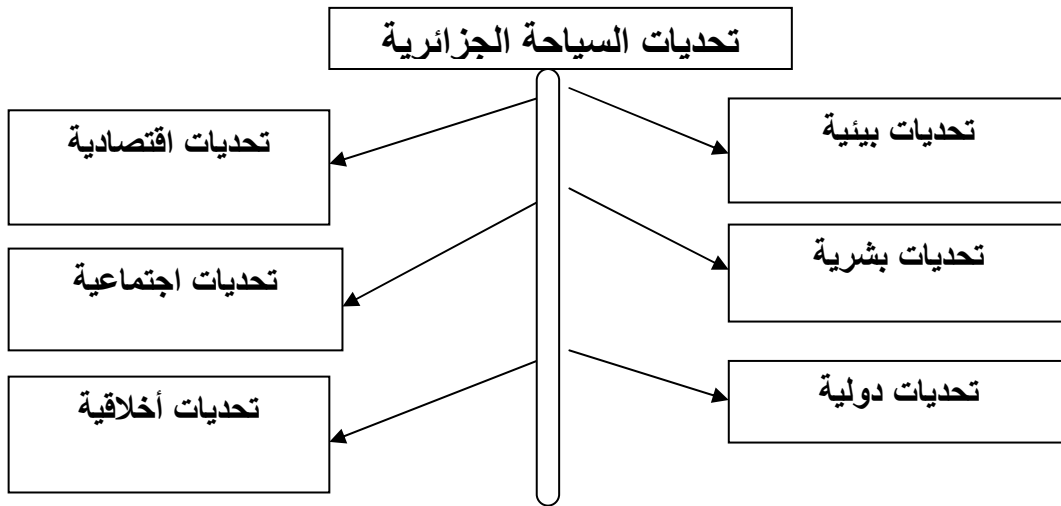 تحديات السياحة الجزائرية
تحديات بيئية
تحديات اقتصادية
تحديات بشرية
تحديات اجتماعية
تحديات دولية
تحديات أخلاقية